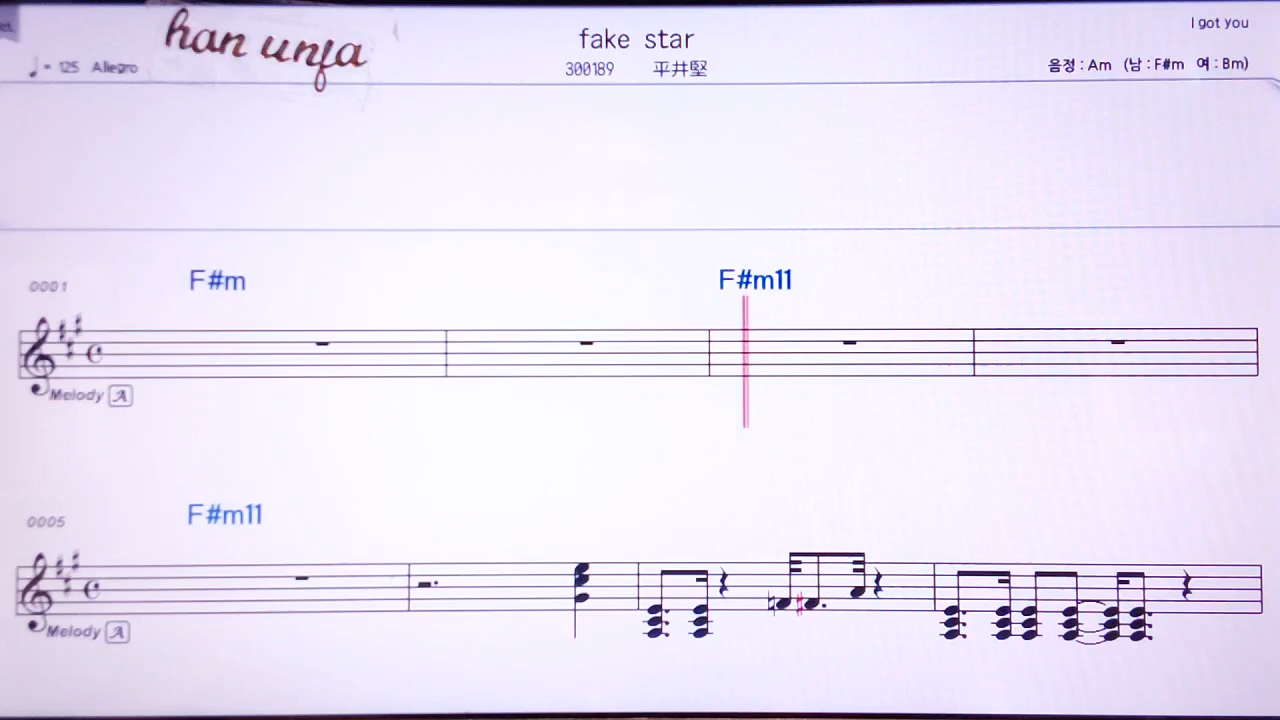 han unfa
fake star
I got you
♩= 125 Allegro
300189 平井堅
음정 : Am (남 : F#m 여 : Bm)
0001
F#m
F#m11
Melody A
0005
F#m11
Melody A